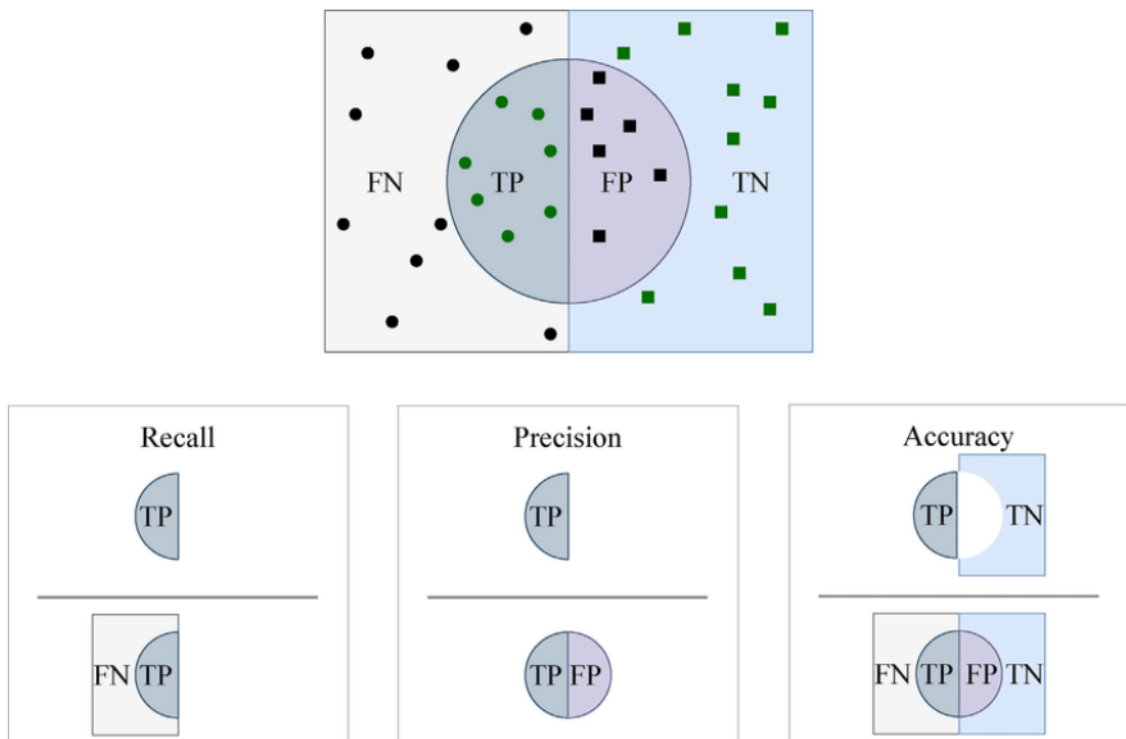 FN TP FP TN
Recall Precision Accuracy
TP TP TP TN
FN TP TP FP FN TP FP TN